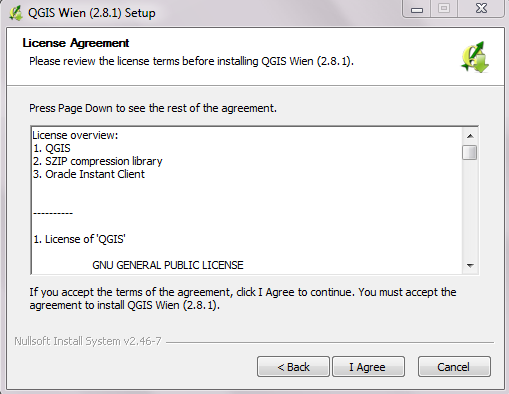 QGIS Wien (2.8.1) Setup
License Agreement
Please review the license terms before installing QGIS Wien (2.8.1).
Press Page Down to see the rest of the agreement.
License overview:
1. QGIS
2. SZIP compression library
3. Oracle Instant Client
----------
1. License of 'QGIS'
GNU GENERAL PUBLIC LICENSE
If you accept the terms of the agreement, click I Agree to continue. You must accept the
agreement to install QGIS Wien (2.8.1).
Nullsoft Install System v2.46-7
< Back
I Agree
Cancel